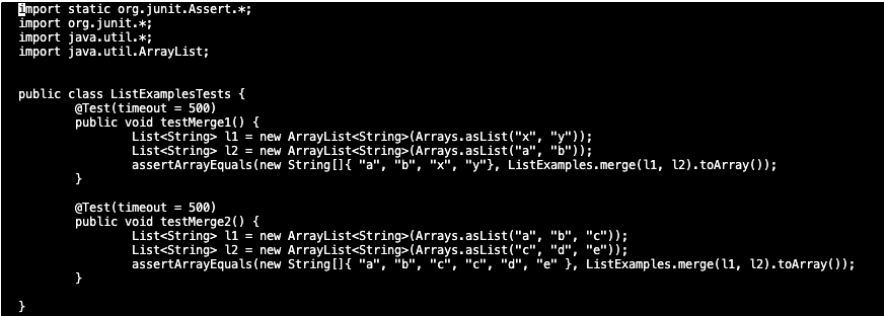 import static org.junit.Assert.*;
import org.junit.*;
import java.util.*;
import java.util.ArrayList;
public class ListExamplesTests {
@Test(timeout = 500)
public void testMerge1() {
List<String> l1 = new ArrayList<String>(Arrays.asList("x", "y"));
List<String> l2 = new ArrayList<String>(Arrays.asList("a", "b"));
assertArrayEquals(new String[]{ "a", "b", "x", "y"}, ListExamples.merge(l1, l2).toArray());
}
@Test(timeout = 500)
public void testMerge2() {
List<String> l1 = new ArrayList<String>(Arrays.asList("a", "b", "c"));
List<String> l2 = new ArrayList<String>(Arrays.asList("c", "d", "e"));
assertArrayEquals(new String[]{ "a", "b", "c", "c", "d", "e" }, ListExamples.merge(l1, l2).toArray());
}
}